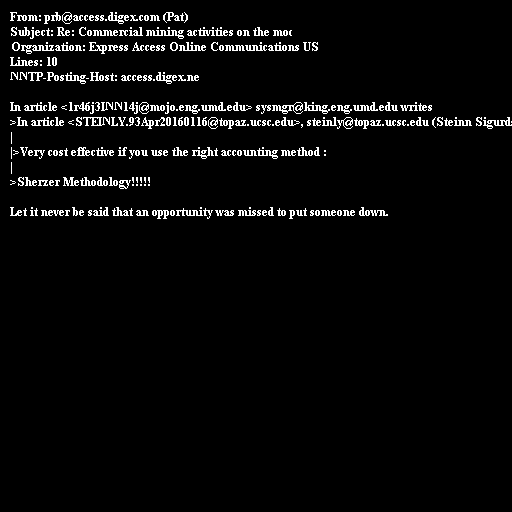 From: prb@access.digex.com (Pat)
Subject: Re: Commercial mining activities on the
Organization: Express Access Online Communications US
Lines: 10
NNTP-Posting-Host: access.digex.ne
In article <1r46j3INN14j@mojo.eng.umd.edu> sysmgr@king.eng.umd.edu writes
>In article <STEINLY.93Apr20160116@topaz.ucsc.edu>, steinly@topaz.ucsc.edu (Steinn Sigurds
|
|>Very cost effective if you use the right accounting method :
|
>Sherzer Methodology!!!!!
Let it never be said that an opportunity was missed to put someone down.